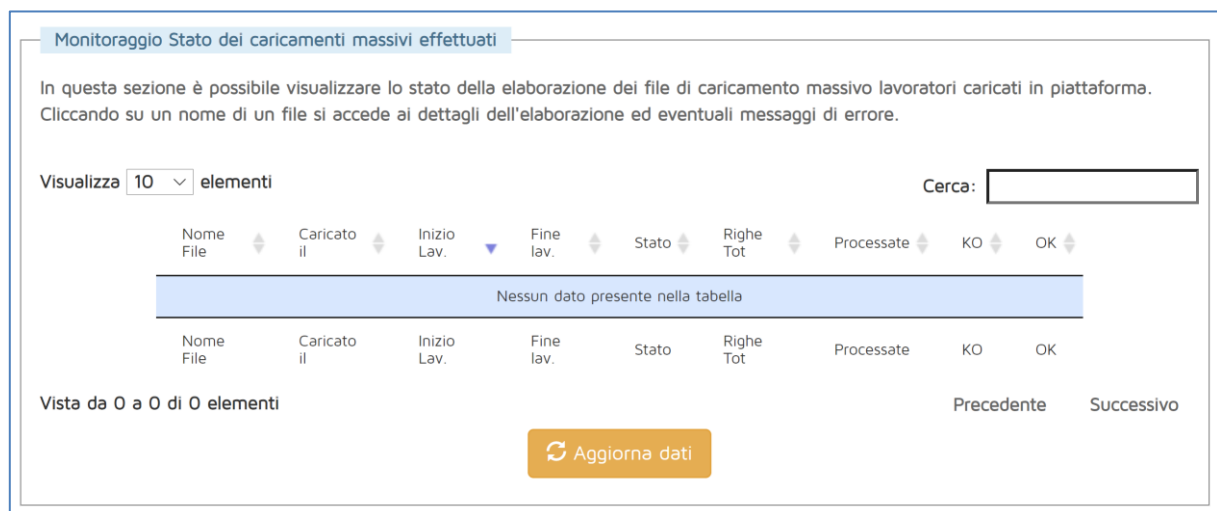 Monitoraggio Stato dei caricamenti massivi effettuati
In questa sezione è possibile visualizzare lo stato della elaborazione dei file di caricamento massivo lavoratori caricati in piattaforma.
Cliccando su un nome di un file si accede ai dettagli dell'elaborazione ed eventuali messaggi di errore.
Visualizza 10 elementi Cerca:
Nome File Caricato il Inizio Lav. Fine lav. Stato Righe Tot Processate KO OK
Nessun dato presente nella tabella
Nome File Caricato il Inizio Lav. Fine lav. Stato Righe Tot Processate KO OK
Vista da 0 a 0 di 0 elementi Precedente Successivo
Aggiorna dati